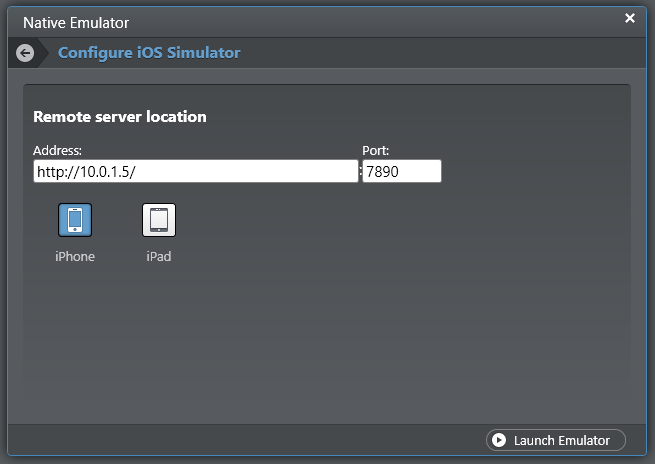 Native Emulator
Configure iOS Simulator
Remote server location
Address: Port:
http://10.0.1.5/ : 7890
iPhone iPad
Launch Emulator